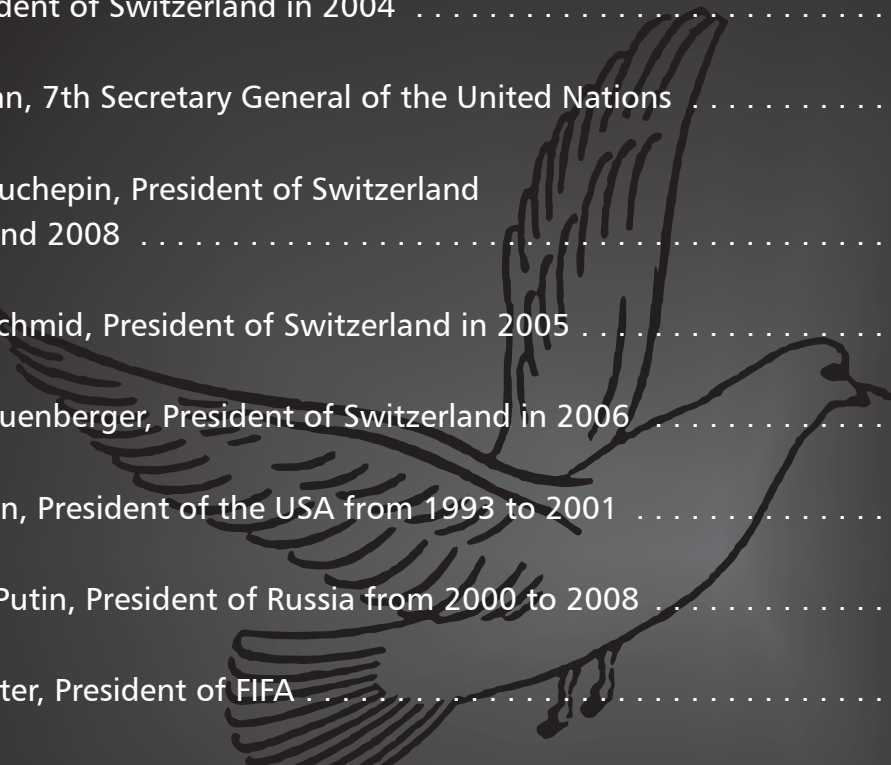 dent of Switzerland in 2004 . . . . . . . . . . . . . . . . . . . . . . . . . .
nn, 7th Secretary General of the United Nations . . . . . . . . . . .
uchepin, President of Switzerland
nd 2008 . . . . . . . . . . . . . . . . . . . . . . . . . . . . . . . . . . . . . . . . .
chmid, President of Switzerland in 2005 . . . . . . . . . . . . . . . . .
uenberger, President of Switzerland in 2006 . . . . . . . . . . . . .
n, President of the USA from 1993 to 2001 . . . . . . . . . . . . . .
Putin, President of Russia from 2000 to 2008 . . . . . . . . . . . . .
ter, President of FIFA . . . . . . . . . . . . . . . . . . . . . . . . . . . . . . . .